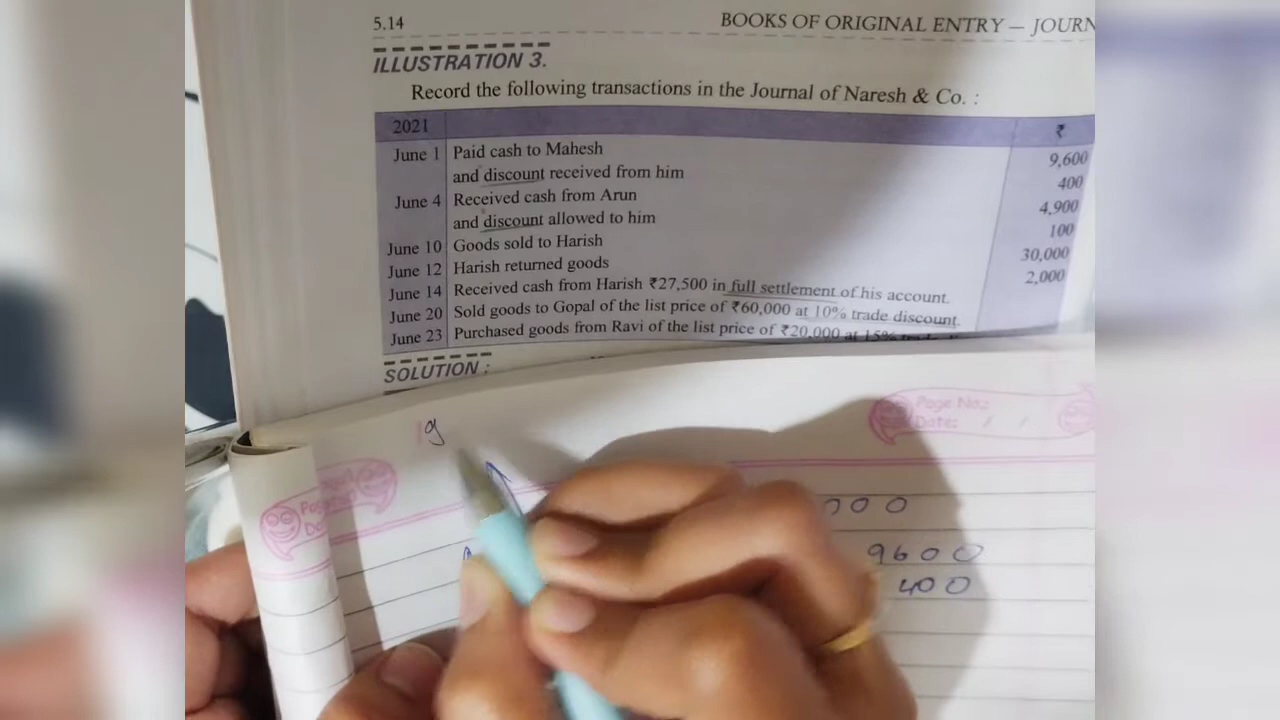 5.14 BOOKS OF ORIGINAL ENTRY — JOURN
ILLUSTRATION 3.
Record the following transactions in the Journal of Naresh & Co. :
2021 ₹
June 1 Paid cash to Mahesh 9,600
and discount received from him 400
June 4 Received cash from Arun 4,900
and discount allowed to him 100
June 10 Goods sold to Harish 30,000
June 12 Harish returned goods 2,000
June 14 Received cash from Harish ₹27,500 in full settlement of his account.
June 20 Sold goods to Gopal of the list price of ₹60,000 at 10% trade discount.
June 23 Purchased goods from Ravi of the list price of ₹20,000 at 15%
SOLUTION :
Page No.:
Date:
9600
400